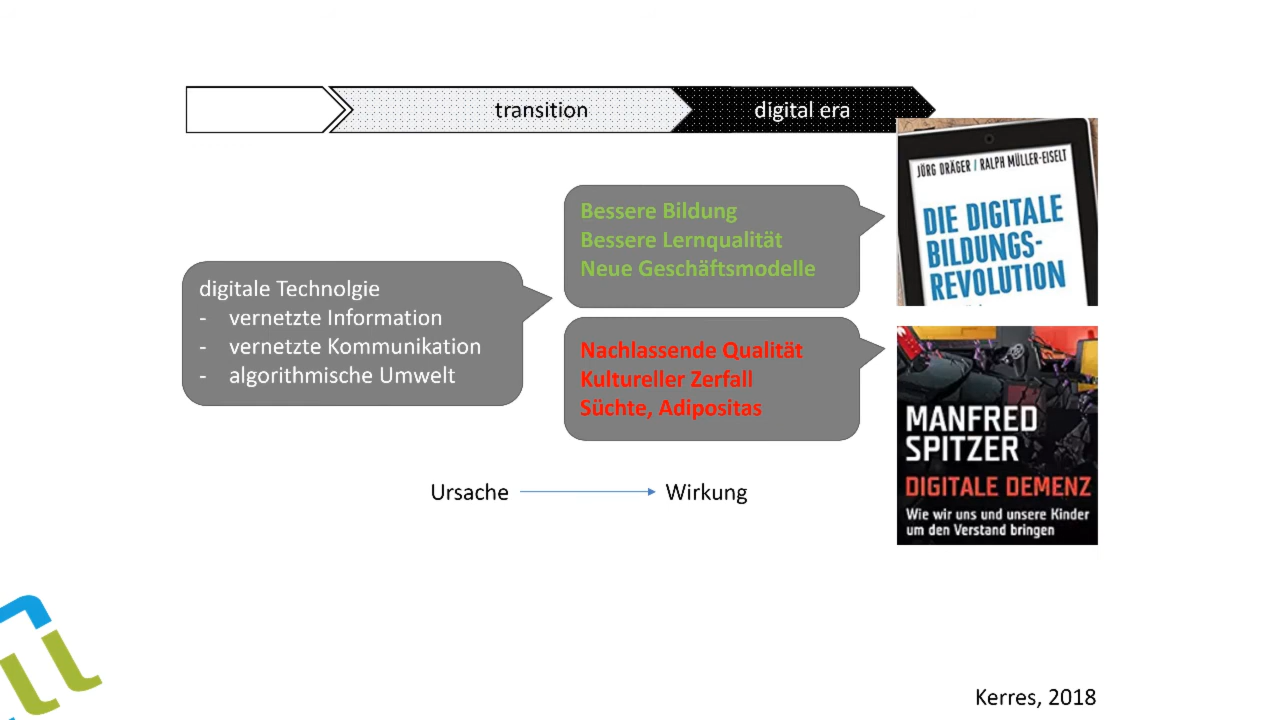 transition
digital era
JÖRG DRÄGER / RALPH MÜLLER-EISELT
DIE DIGITALE
BILDUNGS-
REVOLUTION
Bessere Bildung
Bessere Lernqualität
Neue Geschäftsmodelle
digitale Technolgie
- vernetzte Information
- vernetzte Kommunikation
- algorithmische Umwelt
Nachlassende Qualität
Kultureller Zerfall
Süchte, Adipositas
MANFRED
SPITZER
DIGITALE DEMENZ
Wie wir uns und unsere Kinder
um den Verstand bringen
Ursache
Wirkung
Kerres, 2018